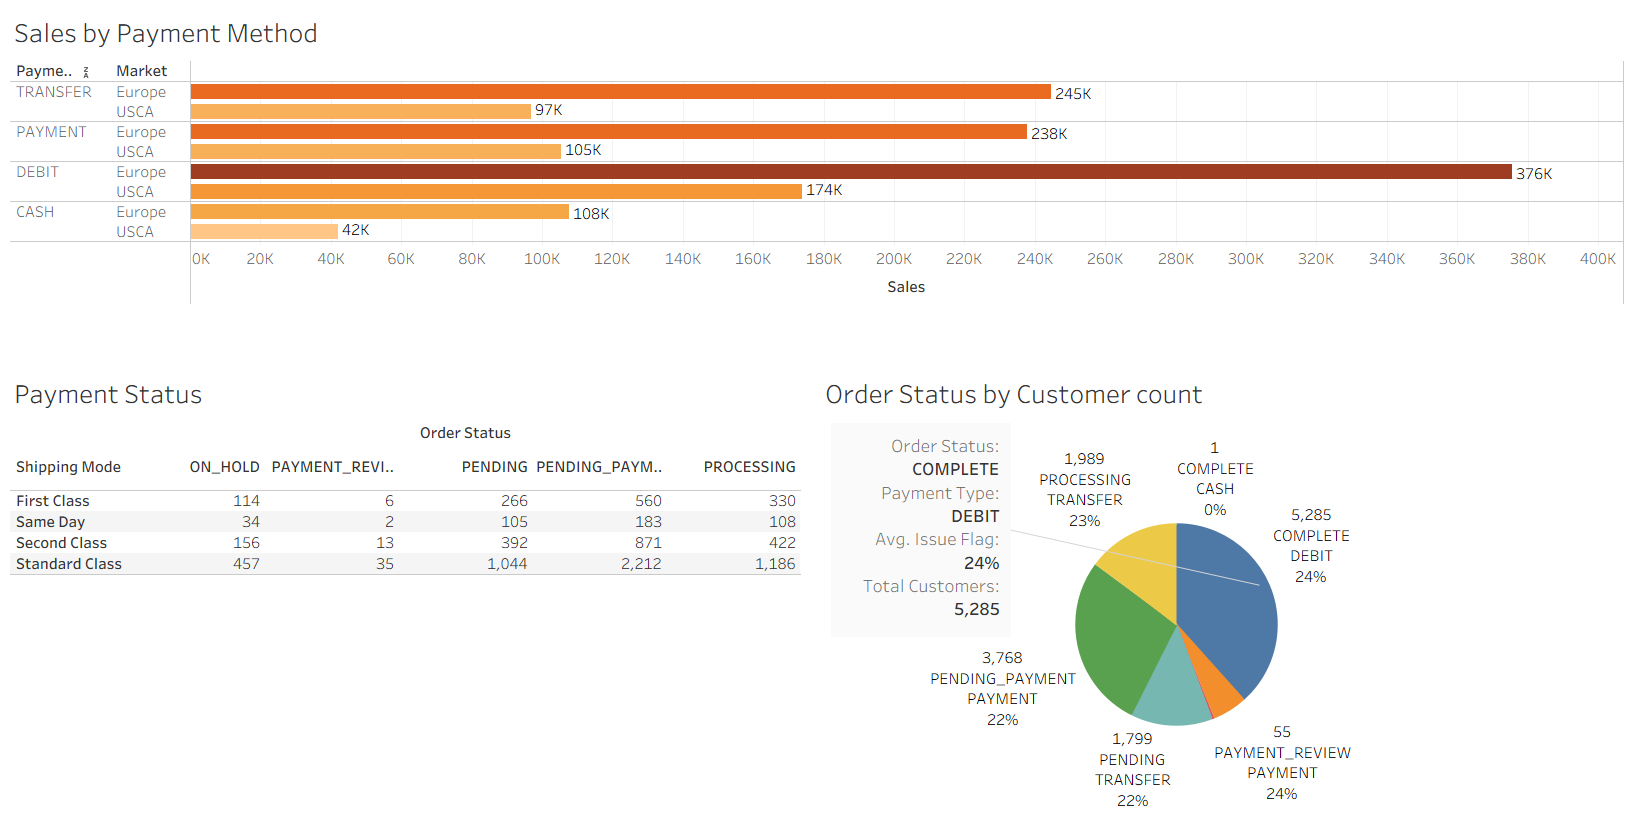 Sales by Payment Method
Payme.. Market
TRANSFER Europe 245K
USCA 97K
PAYMENT Europe 238K
USCA 105K
DEBIT Europe 376K
USCA 174K
CASH Europe 108K
USCA 42K
0K 20K 40K 60K 80K 100K 120K 140K 160K 180K 200K 220K 240K 260K 280K 300K 320K 340K 360K 380K 400K
Sales
Payment Status
Order Status
Shipping Mode ON_HOLD PAYMENT_REVI.. PENDING PENDING_PAYM.. PROCESSING
First Class 114 6 266 560 330
Same Day 34 2 105 183 108
Second Class 156 13 392 871 422
Standard Class 457 35 1,044 2,212 1,186
Order Status by Customer count
Order Status:
COMPLETE
Payment Type:
DEBIT
Avg. Issue Flag:
24%
Total Customers:
5,285
1,989
PROCESSING
TRANSFER
23%
1
COMPLETE
CASH
0%
5,285
COMPLETE
DEBIT
24%
3,768
PENDING_PAYMENT
PAYMENT
22%
1,799
PENDING
TRANSFER
22%
55
PAYMENT_REVIEW
PAYMENT
24%